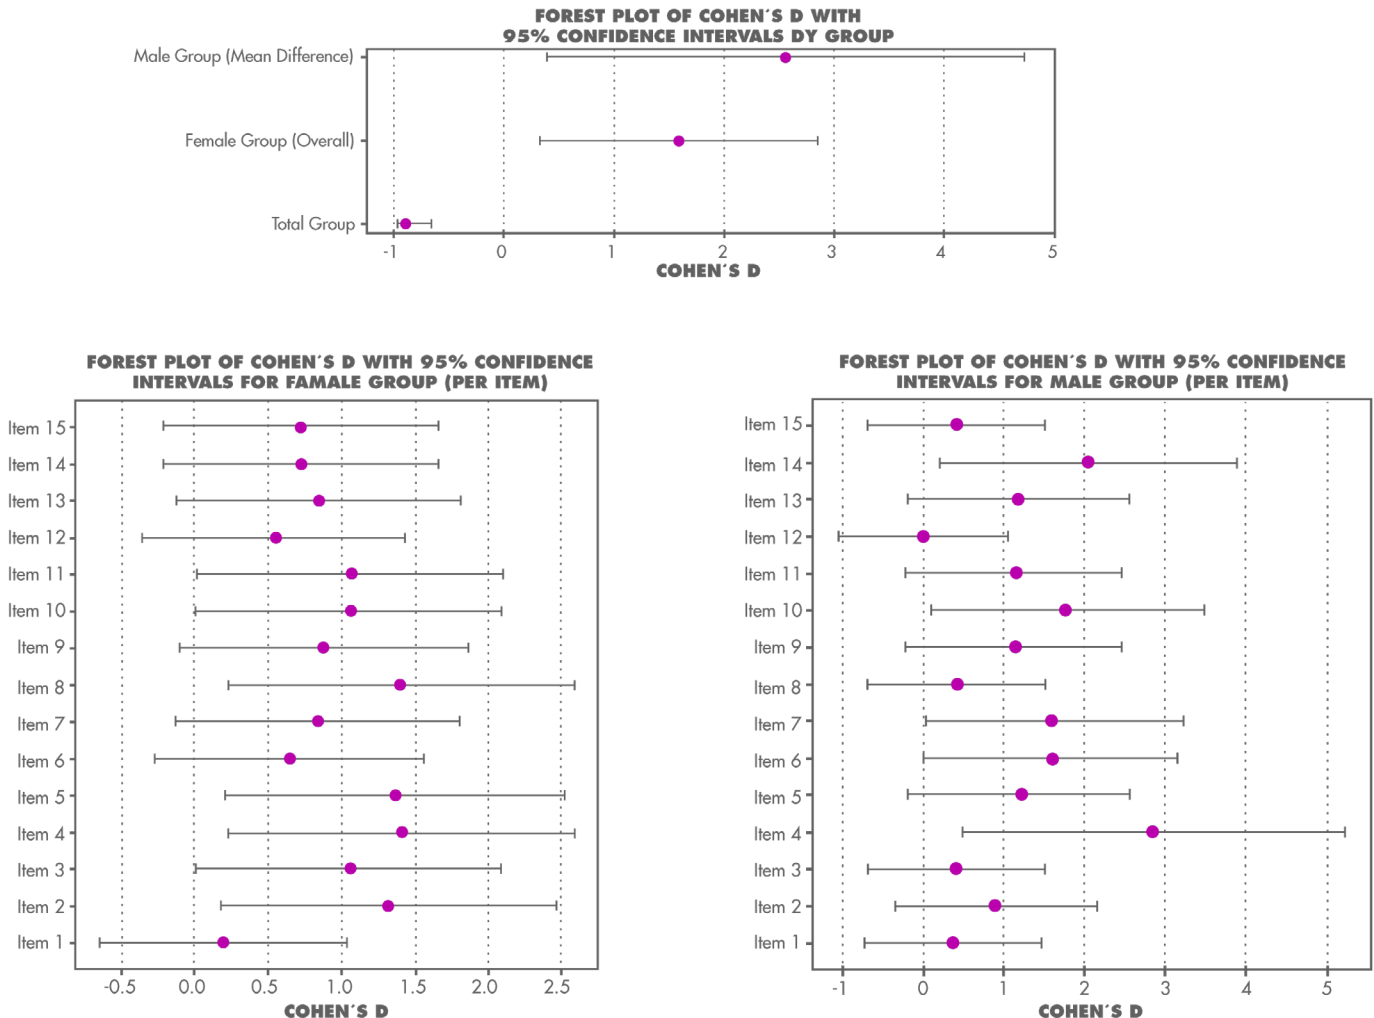 FOREST PLOT OF COHEN´S D WITH
95% CONFIDENCE INTERVALS DY GROUP
Male Group (Mean Difference)
Female Group (Overall)
Total Group
-1 0 1 2 3 4 5
COHEN´S D
FOREST PLOT OF COHEN´S D WITH 95% CONFIDENCE
INTERVALS FOR FAMALE GROUP (PER ITEM)
Item 15
Item 14
Item 13
Item 12
Item 11
Item 10
Item 9
Item 8
Item 7
Item 6
Item 5
Item 4
Item 3
Item 2
Item 1
-0.5 0.0 0.5 1.0 1.5 2.0 2.5
COHEN´S D
FOREST PLOT OF COHEN´S D WITH 95% CONFIDENCE
INTERVALS FOR MALE GROUP (PER ITEM)
Item 15
Item 14
Item 13
Item 12
Item 11
Item 10
Item 9
Item 8
Item 7
Item 6
Item 5
Item 4
Item 3
Item 2
Item 1
-1 0 1 2 3 4 5
COHEN´S D